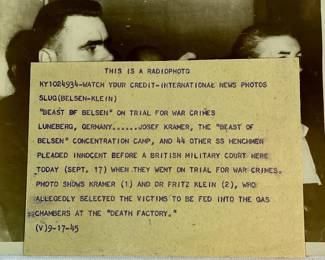 THIS IS A RADIOPHOTO
KY1024934-WATCH YOUR CREDIT-INTERNATIONAL NEWS PHOTOS
SLUG(BELSEN-KLEIN)
"BEAST OF BELSEN" ON TRIAL FOR WAR CRIMES
LUNEBERG, GERMANY......JOSEF KRAMER, THE "BEAST OF
BELSEN" CONCENTRATION CAMP, AND 44 OTHER SS HENCHMEN
PLEADED INNOCENT BEFORE A BRITISH MILITARY COURT HERE
TODAY (SEPT, 17) WHEN THEY WENT ON TRIAL FOR WAR CRIMES.
PHOTO SHOWS KRAMER (1) AND DR FRITZ KLEIN (2), WHO
ALLEGEDLY SELECTED THE VICTIMS TO BE FED INTO THE GAS
CHAMBERS AT THE "DEATH FACTORY."
(V)9-17-45